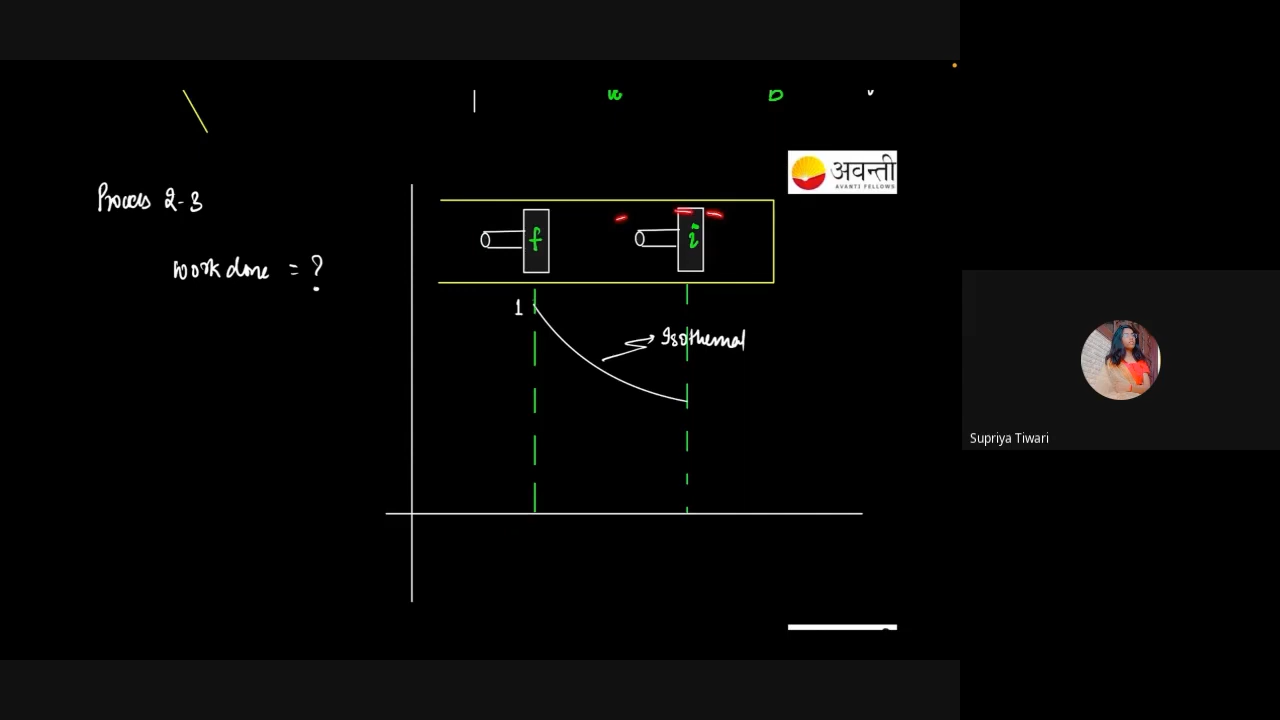 अवन्ती
AVANTI FELLOWS
Process 2-3
f
i
work done = ?
1
Isothermal
Supriya Tiwari